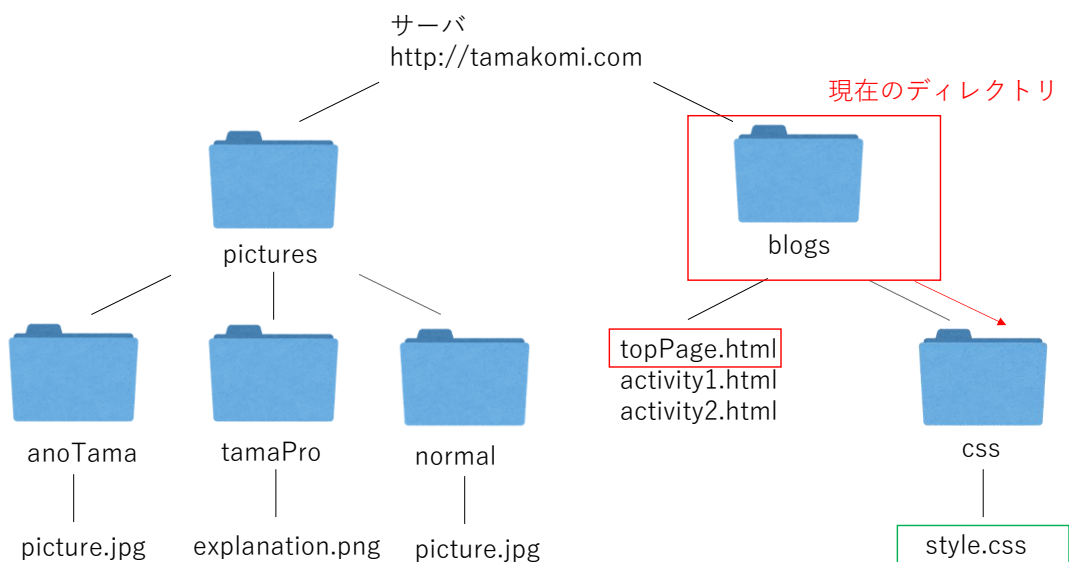 サーバ
http://tamakomi.com
現在のディレクトリ
pictures
blogs
topPage.html
activity1.html
activity2.html
anoTama
tamaPro
normal
css
picture.jpg
explanation.png
picture.jpg
style.css